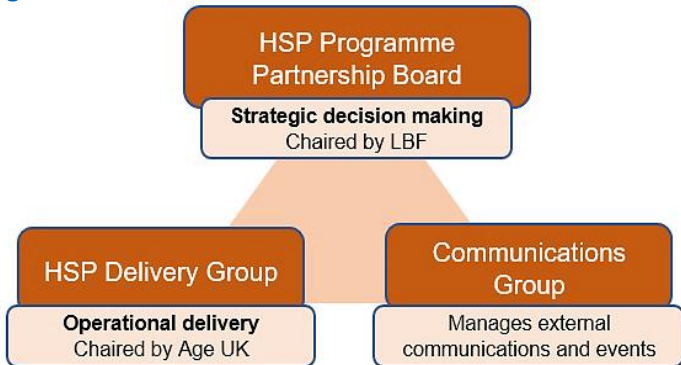 HSP Programme
Partnership Board
Strategic decision making
Chaired by LBF
HSP Delivery Group
Operational delivery
Chaired by Age UK
Communications
Group
Manages external
communications and events